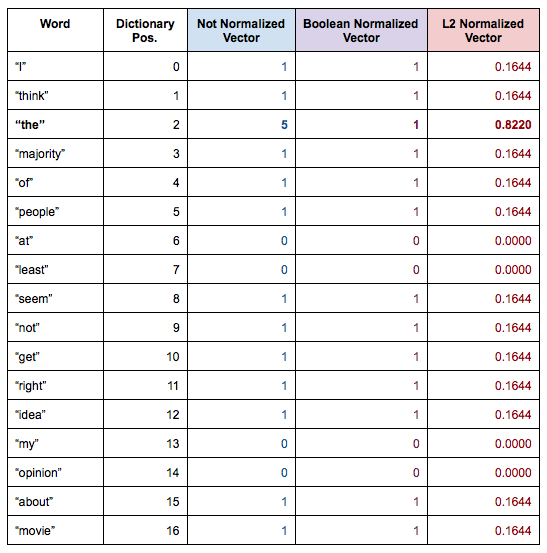 Word Dictionary Pos. Not Normalized Vector Boolean Normalized Vector L2 Normalized Vector
“I” 0 1 1 0.1644
“think” 1 1 1 0.1644
“the” 2 5 1 0.8220
“majority” 3 1 1 0.1644
“of” 4 1 1 0.1644
“people” 5 1 1 0.1644
“at” 6 0 0 0.0000
“least” 7 0 0 0.0000
“seem” 8 1 1 0.1644
“not” 9 1 1 0.1644
“get” 10 1 1 0.1644
“right” 11 1 1 0.1644
“idea” 12 1 1 0.1644
“my” 13 0 0 0.0000
“opinion” 14 0 0 0.0000
“about” 15 1 1 0.1644
“movie” 16 1 1 0.1644